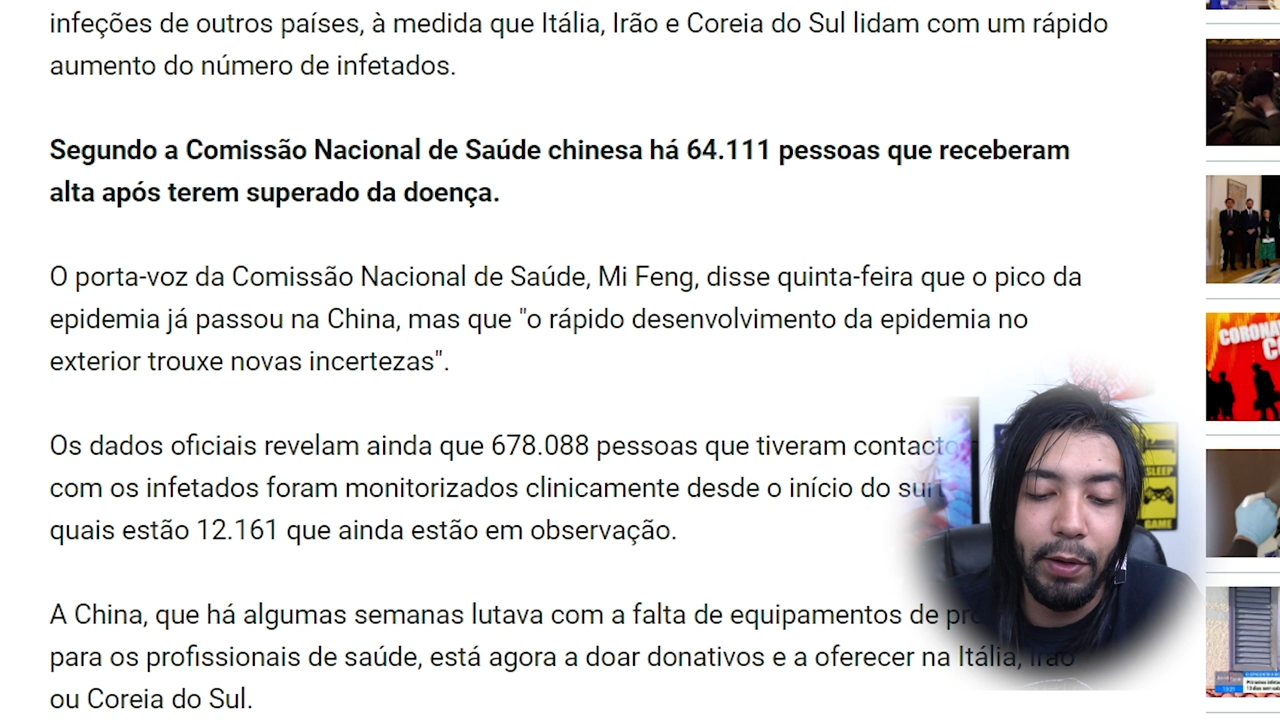 infeções de outros países, à medida que Itália, Irão e Coreia do Sul lidam com um rápido
aumento do número de infetados.
Segundo a Comissão Nacional de Saúde chinesa há 64.111 pessoas que receberam
alta após terem superado da doença.
O porta-voz da Comissão Nacional de Saúde, Mi Feng, disse quinta-feira que o pico da
epidemia já passou na China, mas que "o rápido desenvolvimento da epidemia no
exterior trouxe novas incertezas".
Os dados oficiais revelam ainda que 678.088 pessoas que tiveram contacto
com os infetados foram monitorizados clinicamente desde o início do
quais estão 12.161 que ainda estão em observação.
A China, que há algumas semanas lutava com a falta de equipamentos de
para os profissionais de saúde, está agora a doar donativos e a oferecer na Itália, Irão
ou Coreia do Sul.
SLEEP
GAME